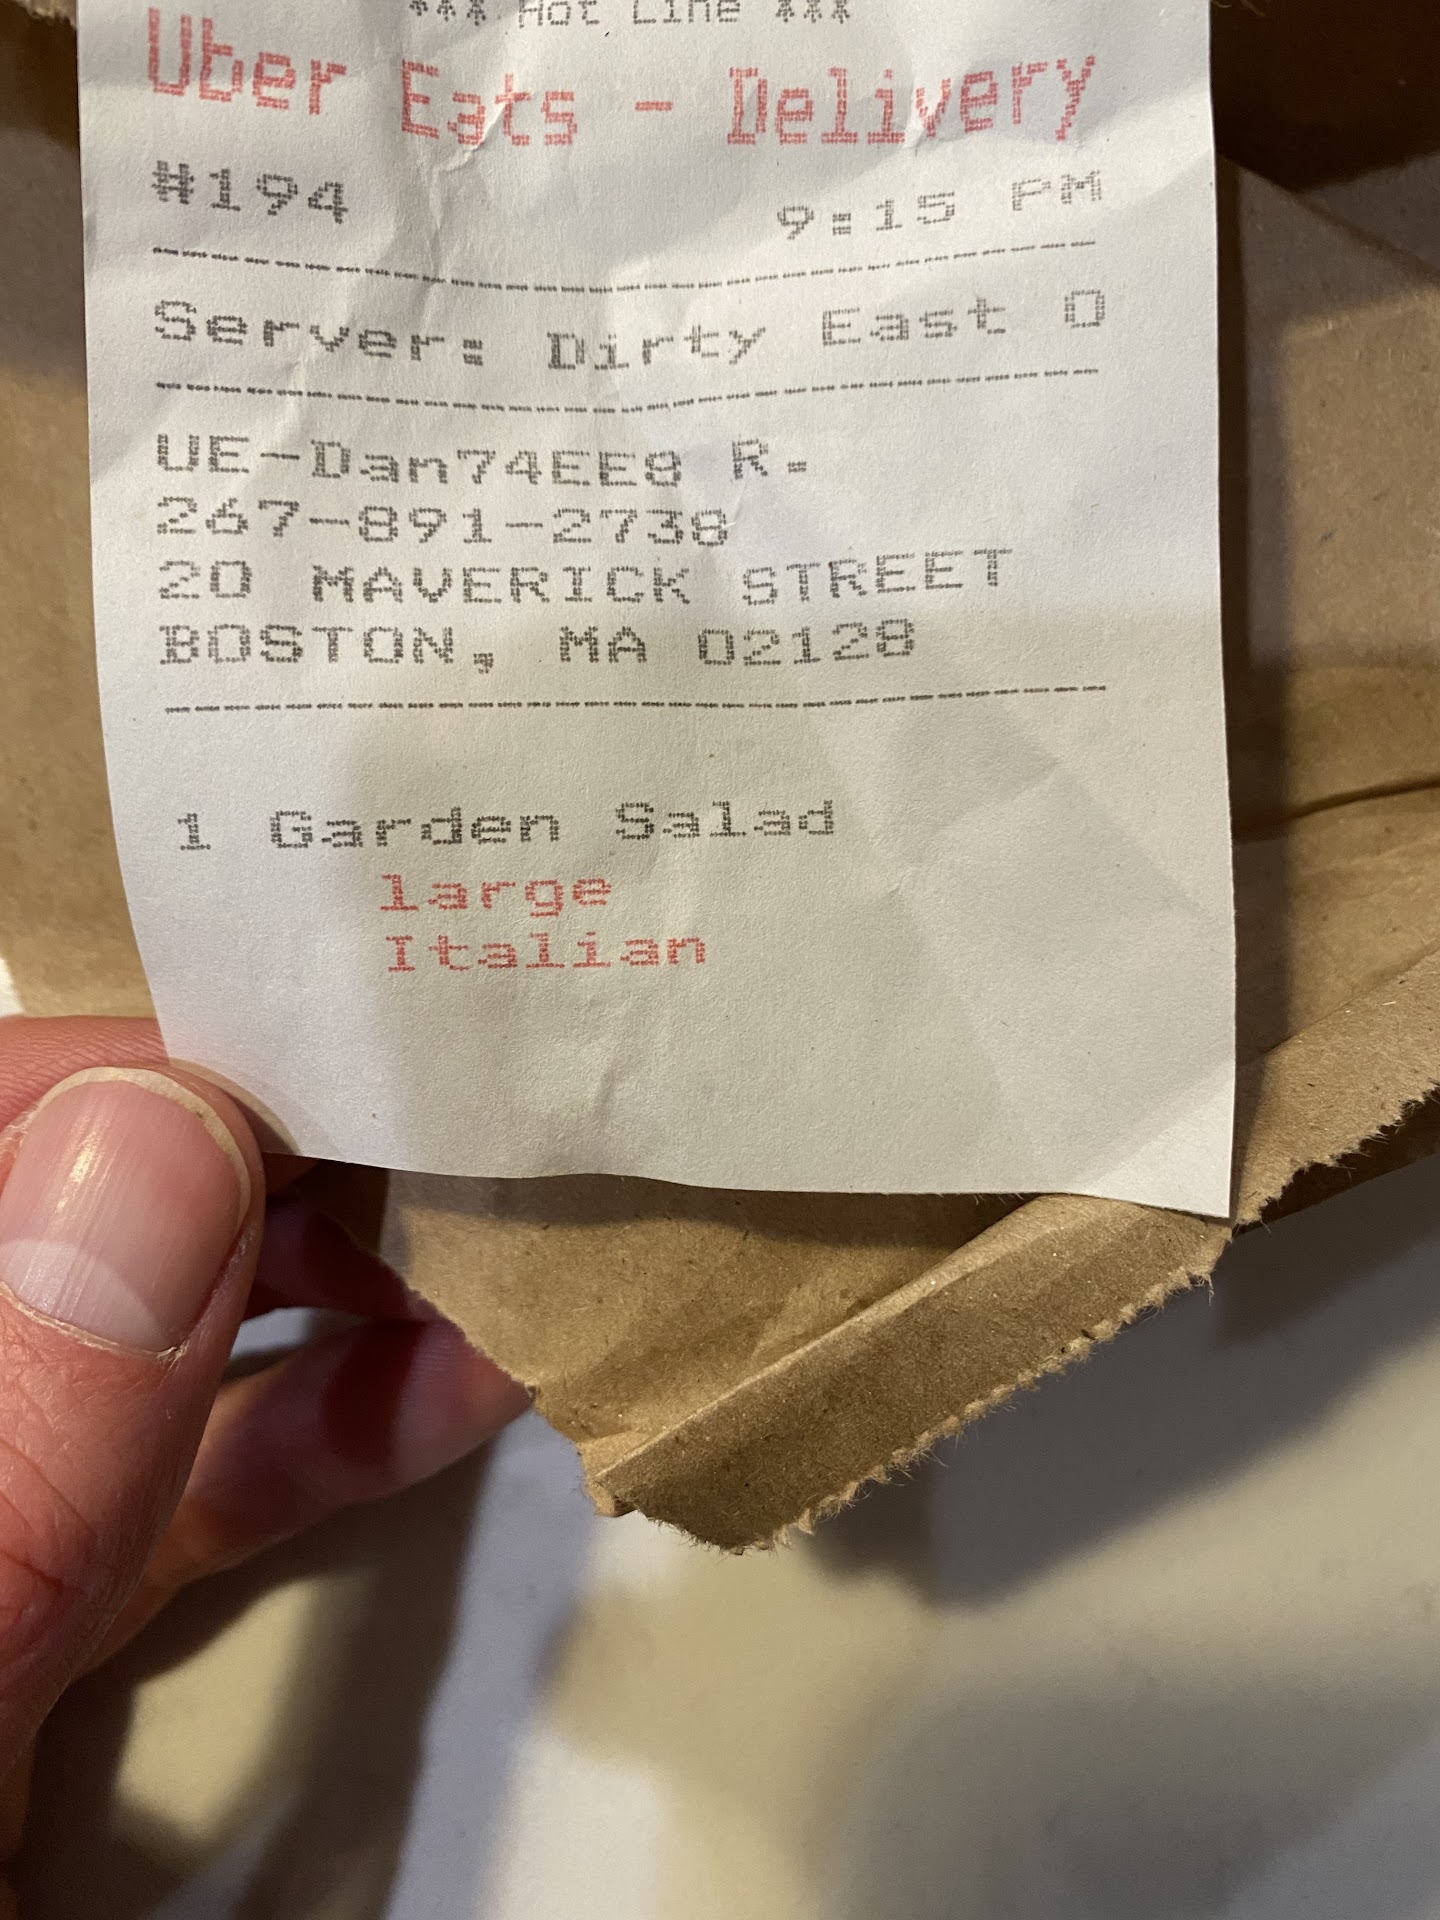 *** Hot Line ***
Uber Eats - Delivery
#194 9:15 PM
Server: Dirty East O
UE-Dan74EE8 R.
267-891-2738
20 MAVERICK STREET
BOSTON, MA 02128
1 Garden Salad
large
Italian